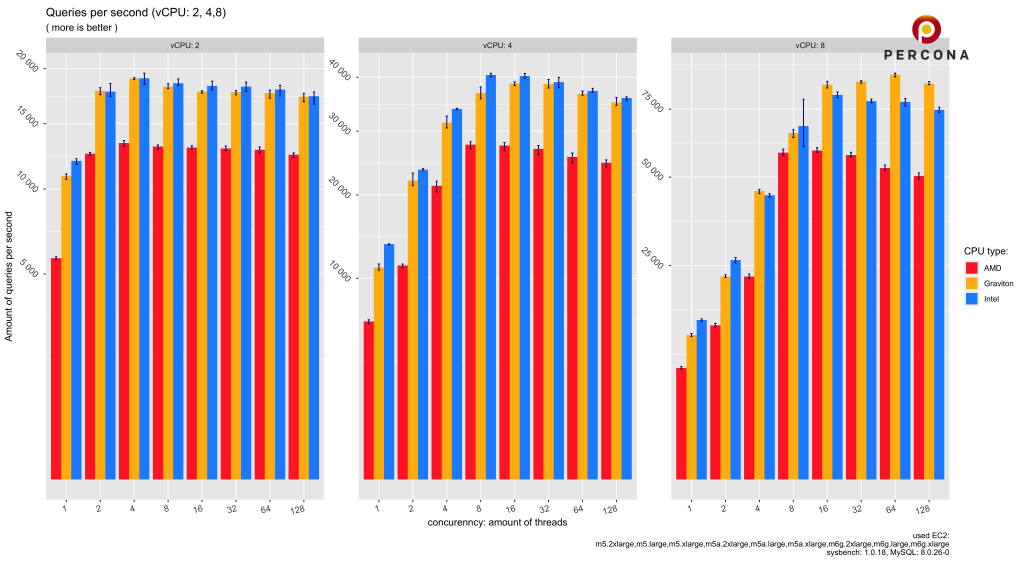 Queries per second (vCPU: 2, 4,8)
( more is better )
PERCONA
vCPU: 2
vCPU: 4
vCPU: 8
Amount of queries per second
20 000
15 000
10 000
5 000
40 000
30 000
20 000
10 000
75 000
50 000
25 000
1 2 4 8 16 32 64 128
1 2 4 8 16 32 64 128
1 2 4 8 16 32 64 128
concurenncy: amount of threads
CPU type:
AMD
Graviton
Intel
used EC2:
m5.2xlarge,m5.large,m5.xlarge,m5a.2xlarge,m5a.large,m5a.xlarge,m6g.2xlarge,m6g.large,m6g.xlarge
sysbench: 1.0.18, MySQL: 8.0.26-0